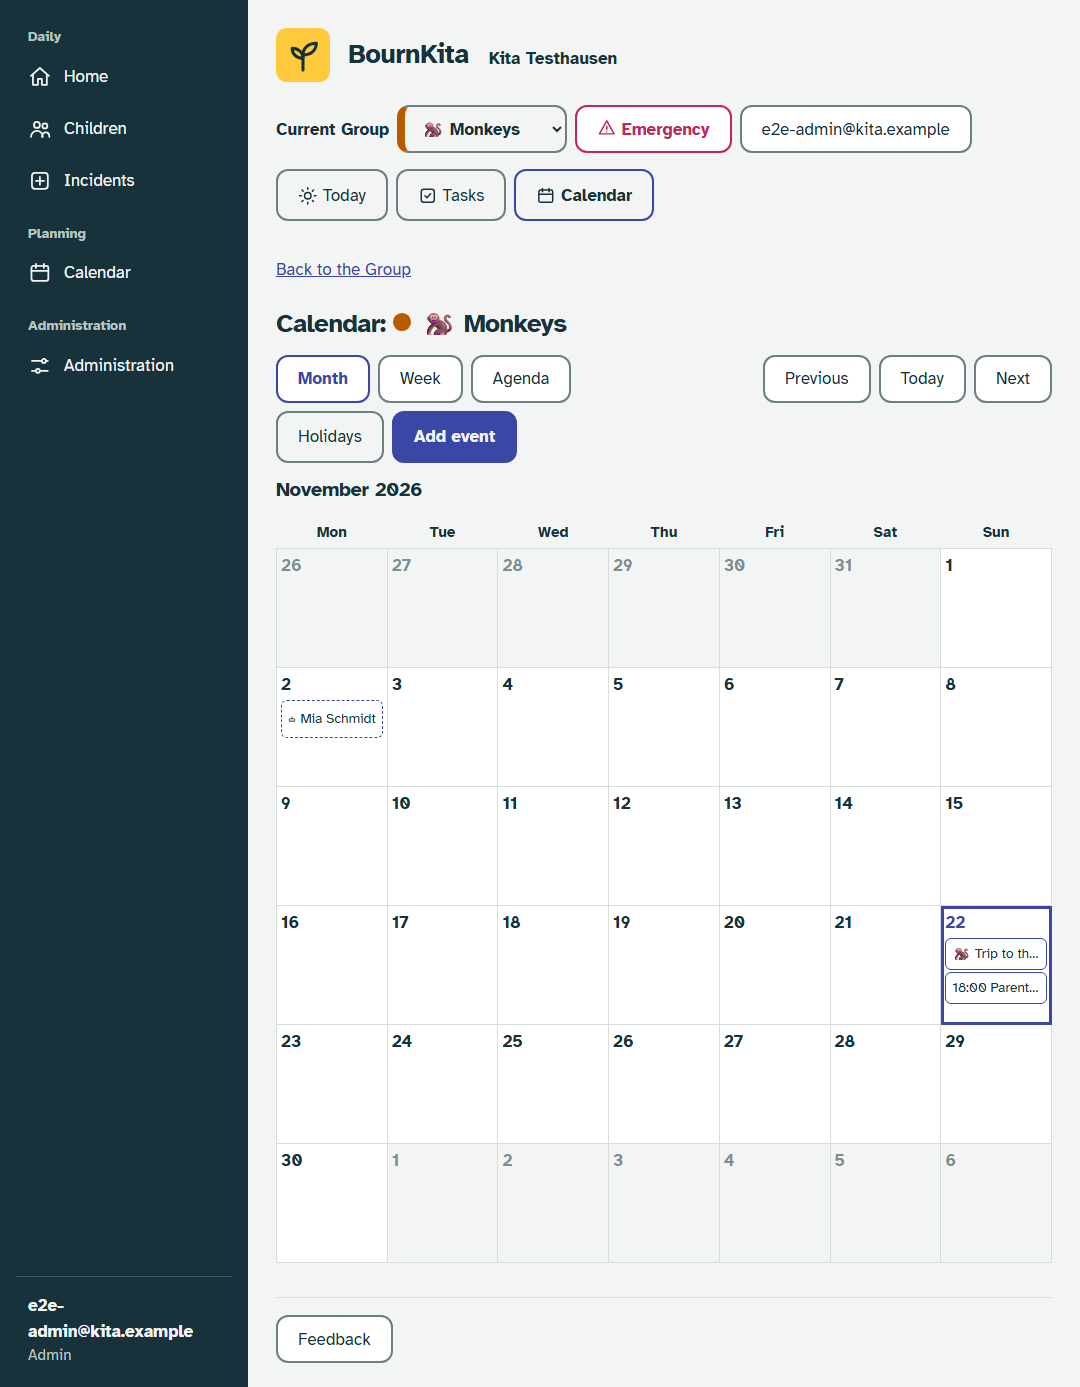 Daily
Home
Children
Incidents
Planning
Calendar
Administration
Administration
e2e-
admin@kita.example
Admin
BournKita Kita Testhausen
Current Group Monkeys Emergency e2e-admin@kita.example
Today Tasks Calendar
Back to the Group
Calendar: Monkeys
Month Week Agenda Previous Today Next
Holidays Add event
November 2026
Mon Tue Wed Thu Fri Sat Sun
26 27 28 29 30 31 1
2 3 4 5 6 7 8
Mia Schmidt
9 10 11 12 13 14 15
16 17 18 19 20 21 22
Trip to th...
18:00 Parent...
23 24 25 26 27 28 29
30 1 2 3 4 5 6
Feedback